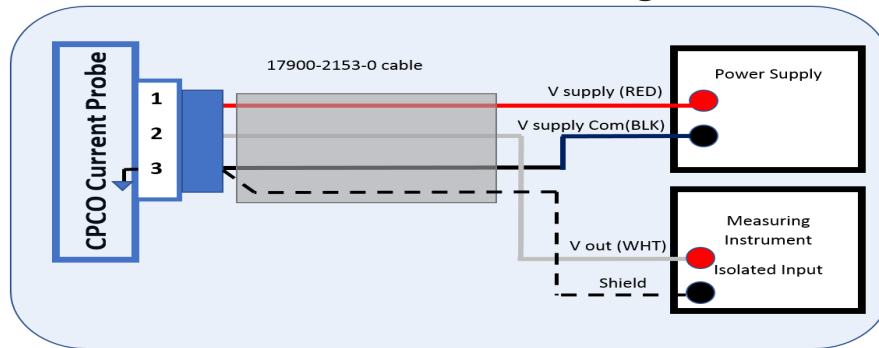 17900-2153-0 cable
CPCO Current Probe
1
2
3
V supply (RED)
V supply Com(BLK)
Power Supply
V out (WHT)
Shield
Measuring
Instrument
Isolated Input